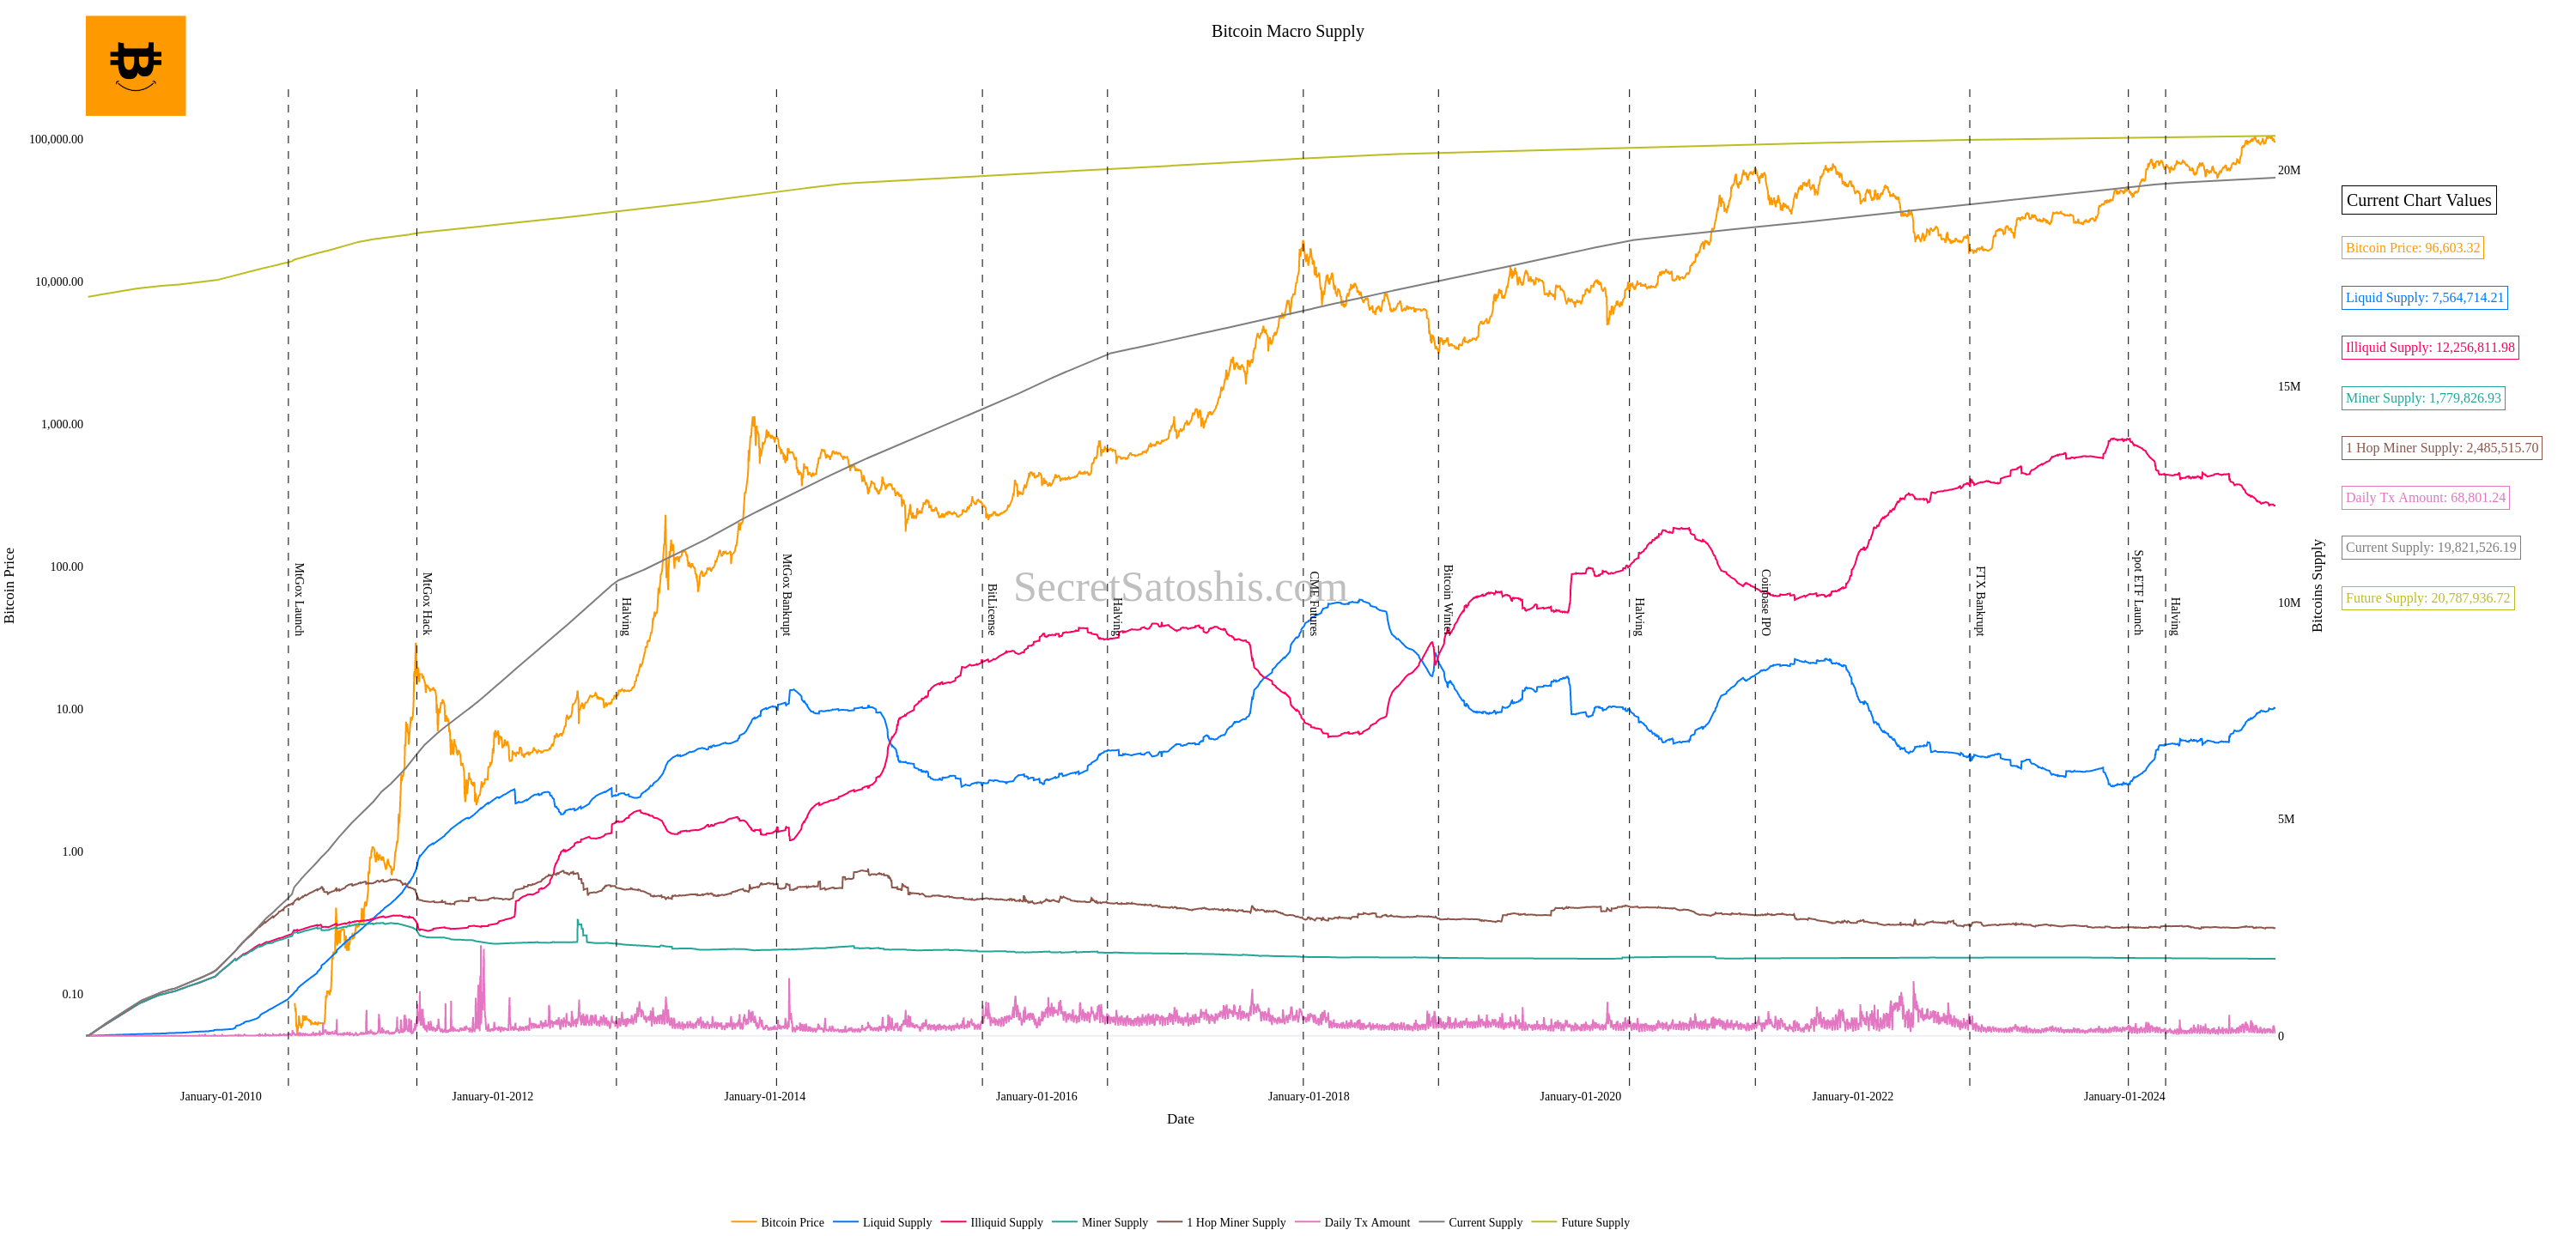 Bitcoin Macro Supply
100,000.00
10,000.00
1,000.00
100.00
10.00
1.00
0.10
Bitcoin Price
20M
15M
10M
5M
0
Bitcoins Supply
MtGox Launch
MtGox Hack
Halving
MtGox Bankrupt
BitLicense
Halving
CME Futures
Bitcoin Winter
Halving
Coinbase IPO
FTX Bankrupt
Spot ETF Launch
Halving
SecretSatoshis.com
January-01-2010
January-01-2012
January-01-2014
January-01-2016
January-01-2018
January-01-2020
January-01-2022
January-01-2024
Date
Current Chart Values
Bitcoin Price: 96,603.32
Liquid Supply: 7,564,714.21
Illiquid Supply: 12,256,811.98
Miner Supply: 1,779,826.93
1 Hop Miner Supply: 2,485,515.70
Daily Tx Amount: 68,801.24
Current Supply: 19,821,526.19
Future Supply: 20,787,936.72
Bitcoin Price
Liquid Supply
Illiquid Supply
Miner Supply
1 Hop Miner Supply
Daily Tx Amount
Current Supply
Future Supply